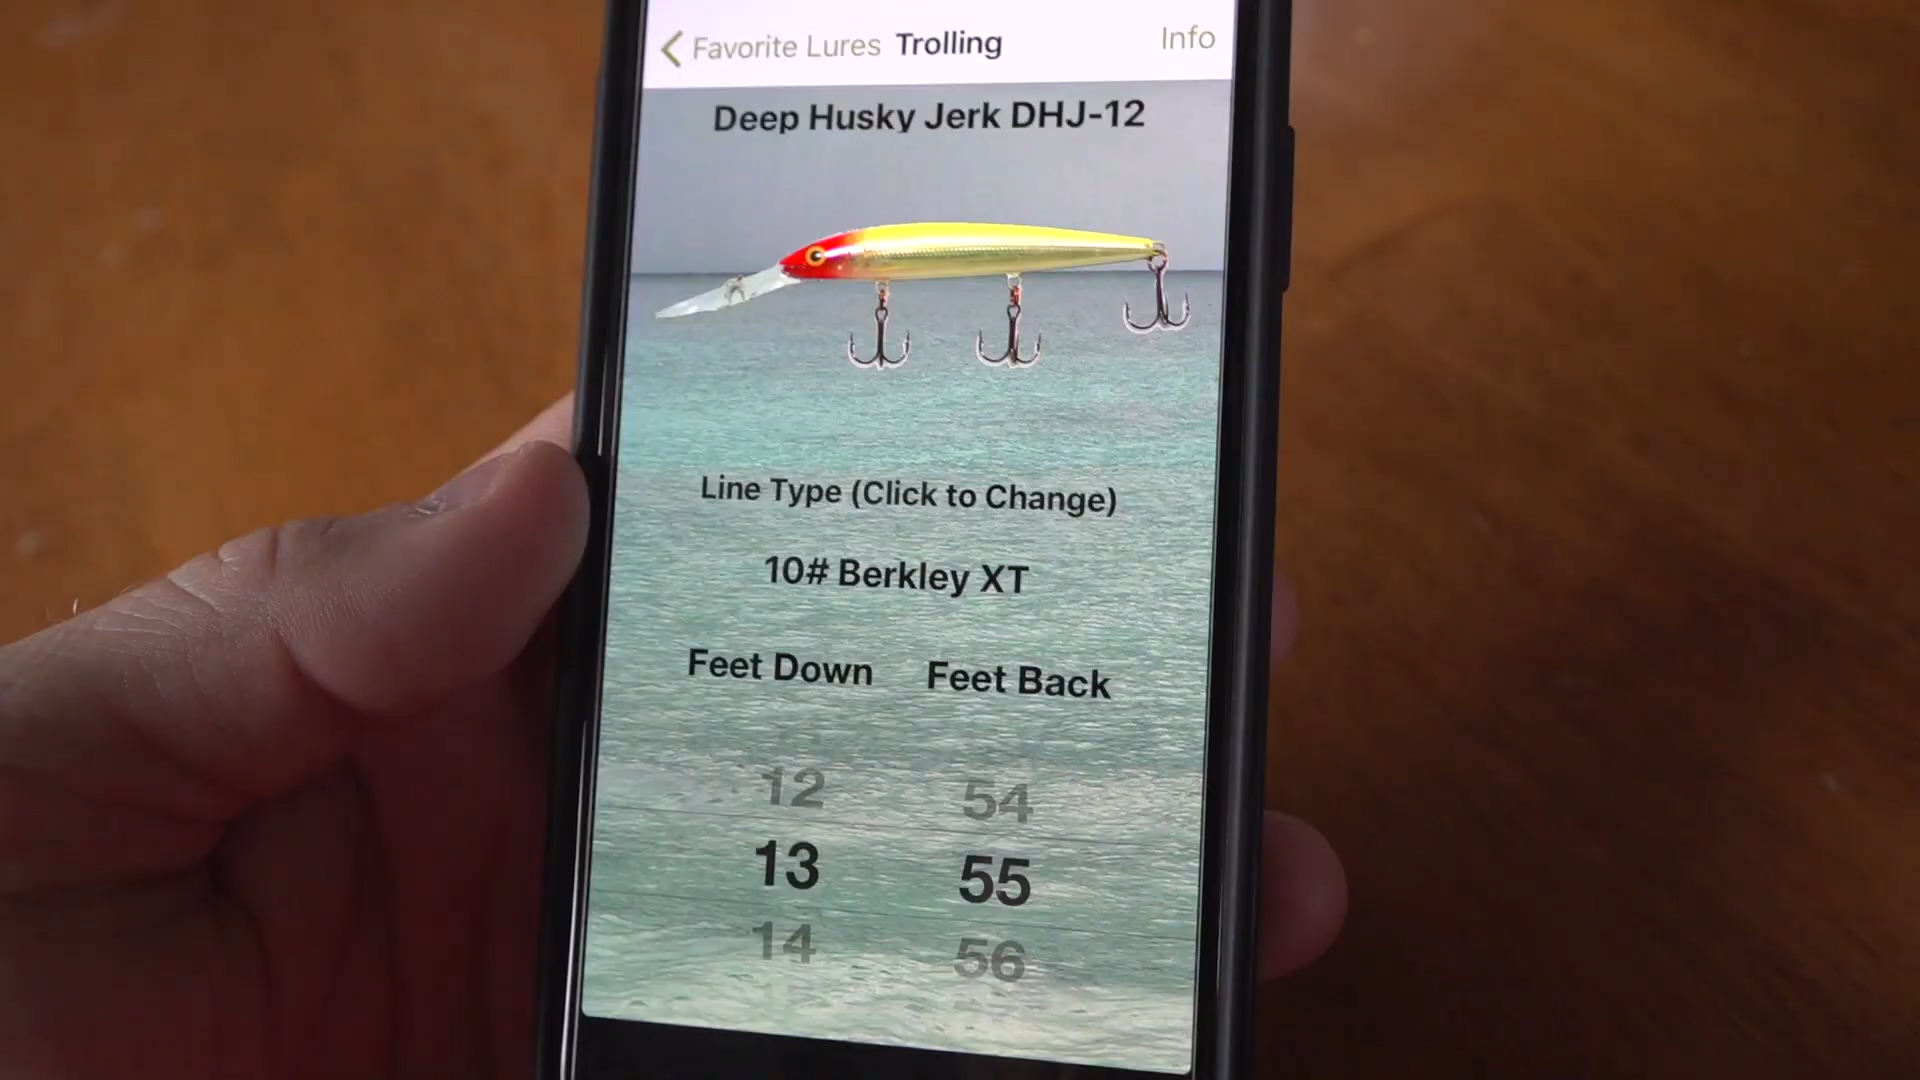 Favorite Lures Trolling Info
Deep Husky Jerk DHJ-12
Line Type (Click to Change)
10# Berkley XT
Feet Down Feet Back
12 54
13 55
14 56